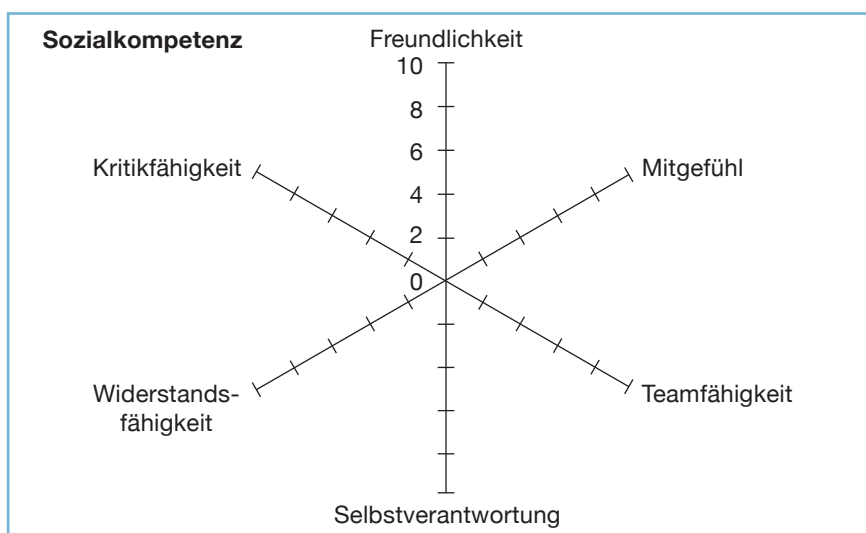 Sozialkompetenz
Freundlichkeit
10
8
6
4
2
0
Kritikfähigkeit
Mitgefühl
Widerstands-
fähigkeit
Teamfähigkeit
Selbstverantwortung